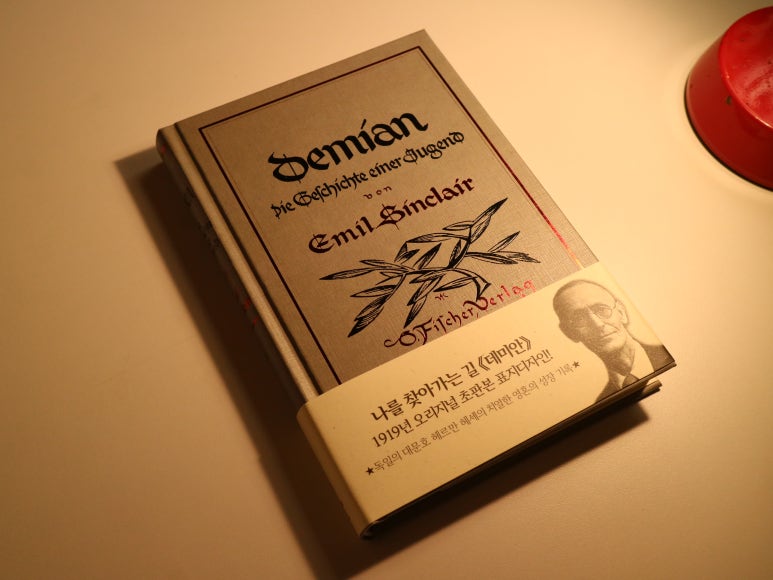 Demian
Die Geschichte einer Jugend
von
Emil Sinclair
S. Fischer, Verlag
나를 찾아가는 길 《데미안》
1919년 오리지널 초판본 표지디자인!
★독일의 대문호 헤르만 헤세의 치열한 영혼의 성장 기록★